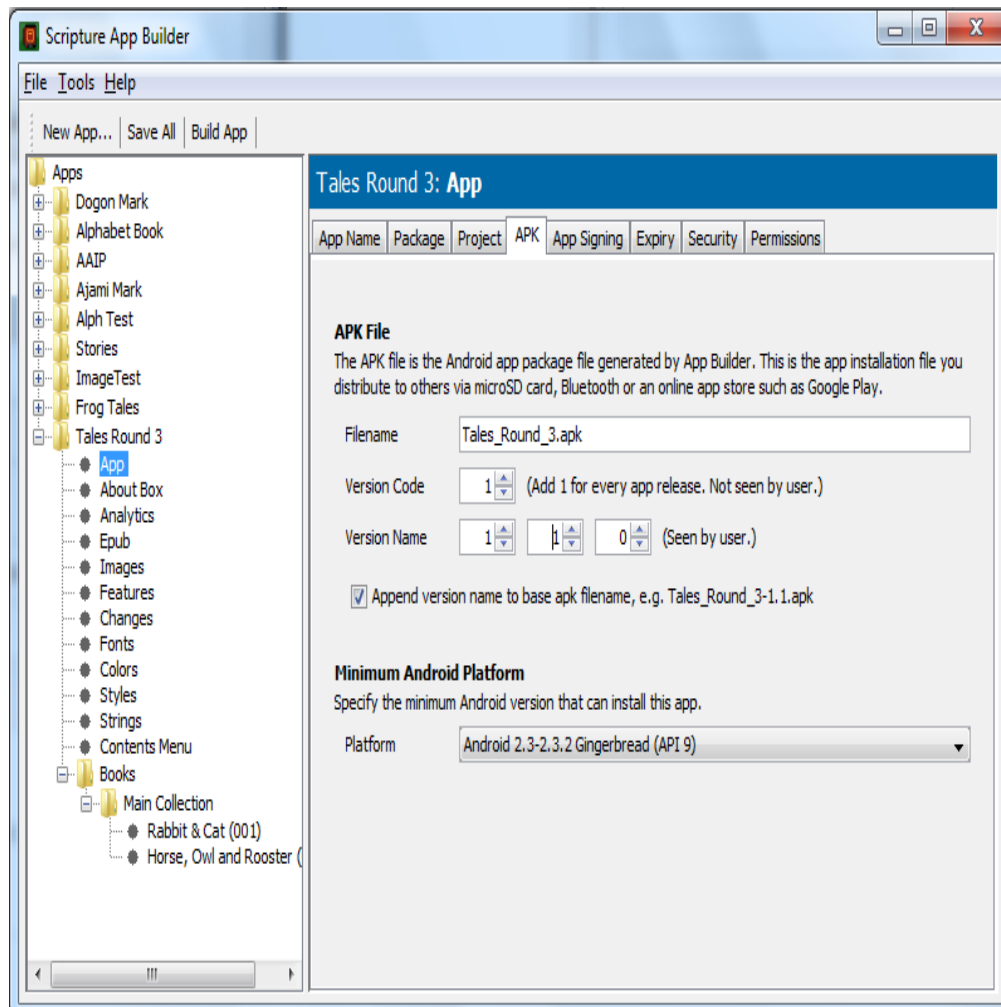 Scripture App Builder
File Tools Help
New App... Save All Build App
Apps
Dogon Mark
Alphabet Book
AAIP
Ajami Mark
Alph Test
Stories
ImageTest
Frog Tales
Tales Round 3
App
About Box
Analytics
Epub
Images
Features
Changes
Fonts
Colors
Styles
Strings
Contents Menu
Books
Main Collection
Rabbit & Cat (001)
Horse, Owl and Rooster (
Tales Round 3: App
App Name Package Project APK App Signing Expiry Security Permissions
APK File
The APK file is the Android app package file generated by App Builder. This is the app installation file you
distribute to others via microSD card, Bluetooth or an online app store such as Google Play.
Filename Tales_Round_3.apk
Version Code 1 (Add 1 for every app release. Not seen by user.)
Version Name 1 1 0 (Seen by user.)
Append version name to base apk filename, e.g. Tales_Round_3-1.1.apk
Minimum Android Platform
Specify the minimum Android version that can install this app.
Platform Android 2.3-2.3.2 Gingerbread (API 9)